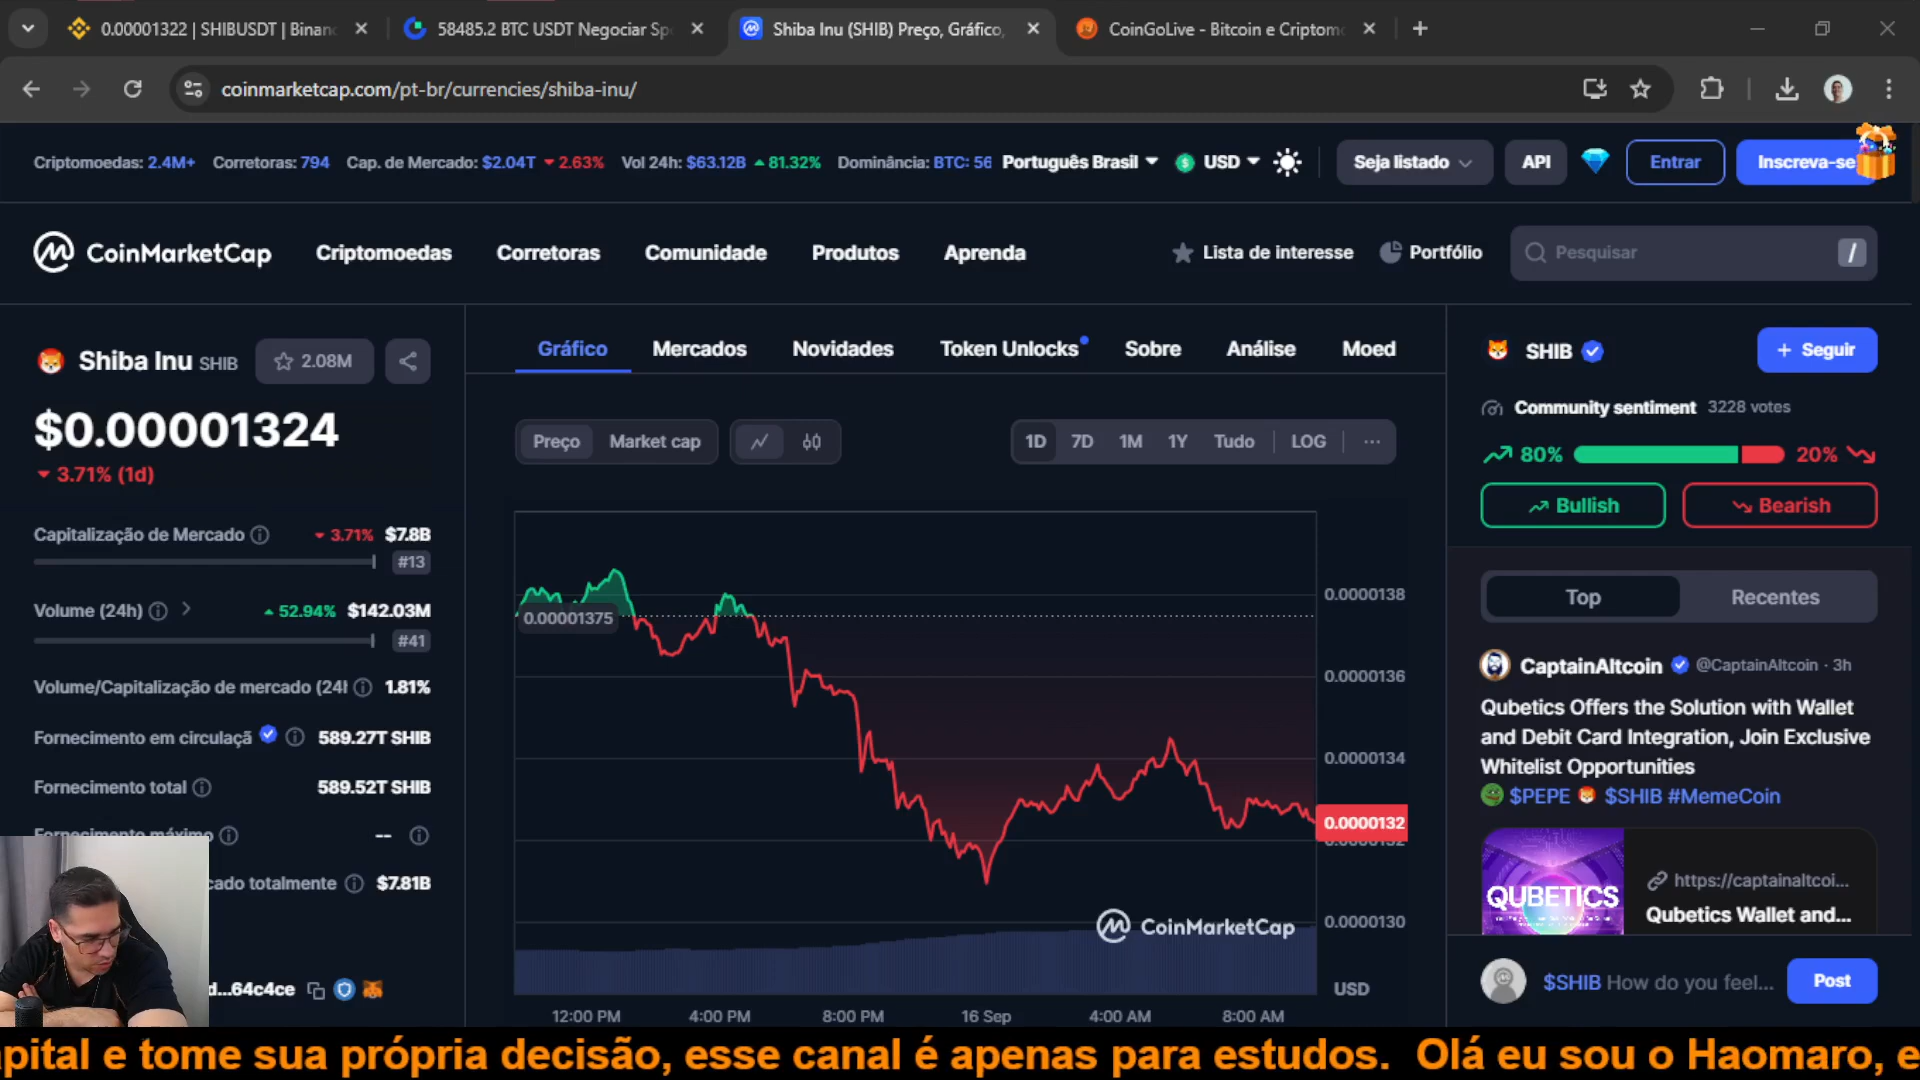 0.00001322 | SHIBUSDT | Binanc
58485.2 BTC USDT Negociar Spo
Shiba Inu (SHIB) Preço, Gráfico,
CoinGoLive - Bitcoin e Criptomo
coinmarketcap.com/pt-br/currencies/shiba-inu/
Criptomoedas: 2.4M+ Corretoras: 794 Cap. de Mercado: $2.04T 2.63% Vol 24h: $63.12B 81.32% Dominância: BTC: 56
Português Brasil USD Seja listado API Entrar Inscreva-se
CoinMarketCap Criptomoedas Corretoras Comunidade Produtos Aprenda Lista de interesse Portfólio Pesquisar /
Shiba Inu SHIB 2.08M
$0.00001324
3.71% (1d)
Capitalização de Mercado 3.71% $7.8B
#13
Volume (24h) 52.94% $142.03M
#41
Volume/Capitalização de mercado (24h 1.81%
Fornecimento em circulaçã 589.27T SHIB
Fornecimento total 589.52T SHIB
Fornecimento máximo --
cado totalmente $7.81B
d...64c4ce
Gráfico Mercados Novidades Token Unlocks Sobre Análise Moed
Preço Market cap 1D 7D 1M 1Y Tudo LOG ...
0.00001375
0.0000138
0.0000136
0.0000134
0.0000132
0.0000132
0.0000130
CoinMarketCap
USD
12:00 PM 4:00 PM 8:00 PM 16 Sep 4:00 AM 8:00 AM
SHIB + Seguir
Community sentiment 3228 votes
80% 20%
Bullish Bearish
Top Recentes
CaptainAltcoin @CaptainAltcoin · 3h
Qubetics Offers the Solution with Wallet
and Debit Card Integration, Join Exclusive
Whitelist Opportunities
$PEPE $SHIB #MemeCoin
QUBETICS
https://captainaltcoi...
Qubetics Wallet and...
$SHIB How do you feel... Post
pital e tome sua própria decisão, esse canal é apenas para estudos. Olá eu sou o Haomaro, e